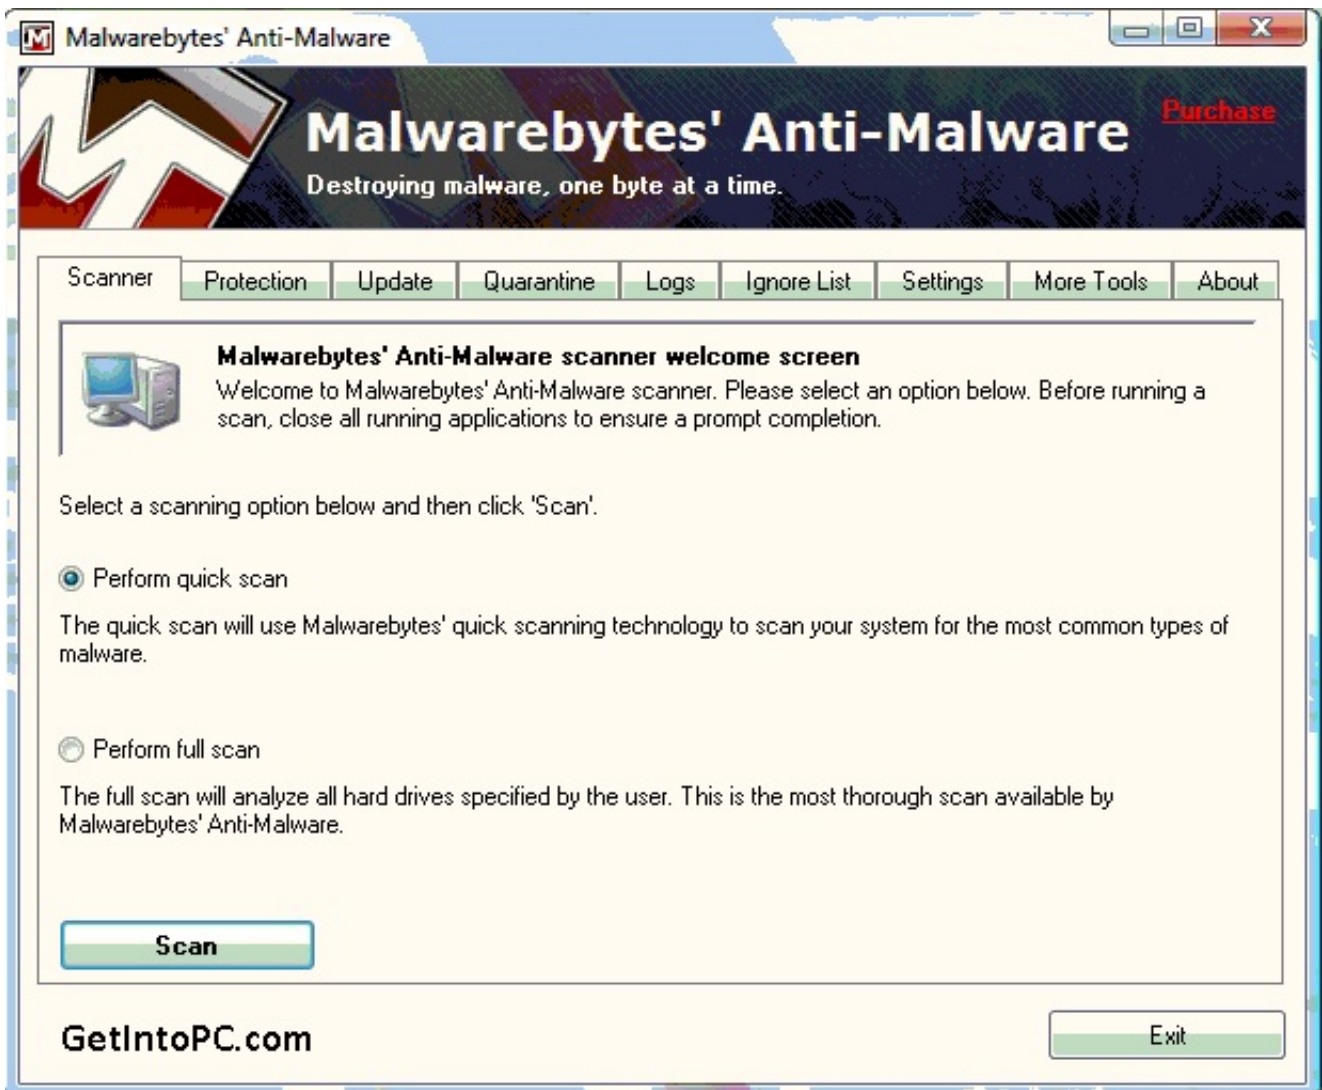 Malwarebytes' Anti-Malware
Malwarebytes' Anti-Malware
Purchase
Destroying malware, one byte at a time.
Scanner Protection Update Quarantine Logs Ignore List Settings More Tools About
Malwarebytes' Anti-Malware scanner welcome screen
Welcome to Malwarebytes' Anti-Malware scanner. Please select an option below. Before running a
scan, close all running applications to ensure a prompt completion.
Select a scanning option below and then click 'Scan'.
Perform quick scan
The quick scan will use Malwarebytes' quick scanning technology to scan your system for the most common types of
malware.
Perform full scan
The full scan will analyze all hard drives specified by the user. This is the most thorough scan available by
Malwarebytes' Anti-Malware.
Scan
GetIntoPC.com
Exit